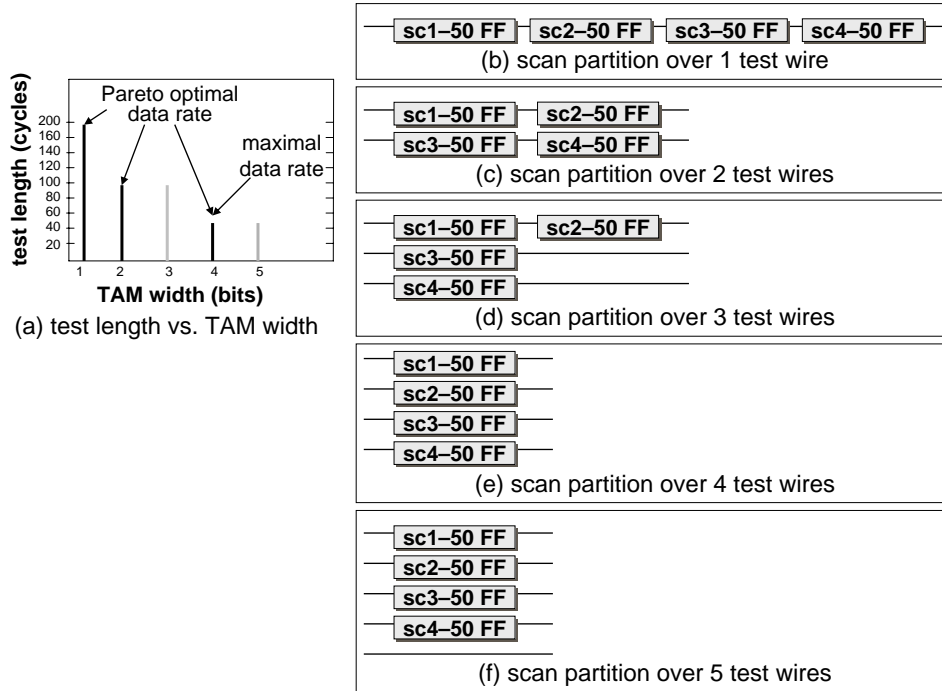 Pareto optimal
data rate
maximal
data rate
test length (cycles)
200
160
140
120
100
80
60
40
20
1 2 3 4 5
TAM width (bits)
(a) test length vs. TAM width
sc1–50 FF sc2–50 FF sc3–50 FF sc4–50 FF
(b) scan partition over 1 test wire
sc1–50 FF sc2–50 FF
sc3–50 FF sc4–50 FF
(c) scan partition over 2 test wires
sc1–50 FF sc2–50 FF
sc3–50 FF
sc4–50 FF
(d) scan partition over 3 test wires
sc1–50 FF
sc2–50 FF
sc3–50 FF
sc4–50 FF
(e) scan partition over 4 test wires
sc1–50 FF
sc2–50 FF
sc3–50 FF
sc4–50 FF
(f) scan partition over 5 test wires